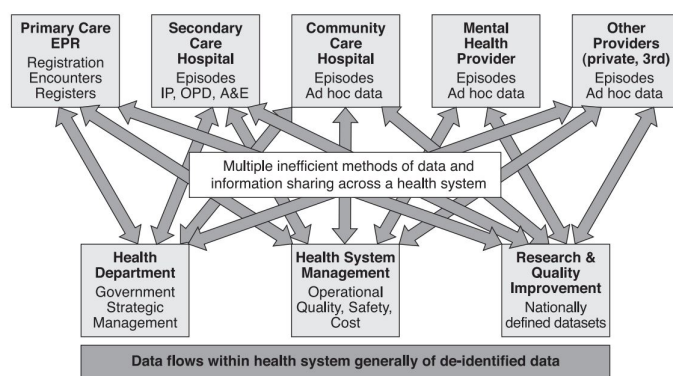 Primary Care
EPR
Registration
Encounters
Registers
Secondary
Care
Hospital
Episodes
IP, OPD, A&E
Community
Care
Hospital
Episodes
Ad hoc data
Mental
Health
Provider
Episodes
Ad hoc data
Other
Providers
(private, 3rd)
Episodes
Ad hoc data
Multiple inefficient methods of data and
information sharing across a health system
Health
Department
Government
Strategic
Management
Health System
Management
Operational
Quality, Safety,
Cost
Research &
Quality
Improvement
Nationally
defined datasets
Data flows within health system generally of de-identified data